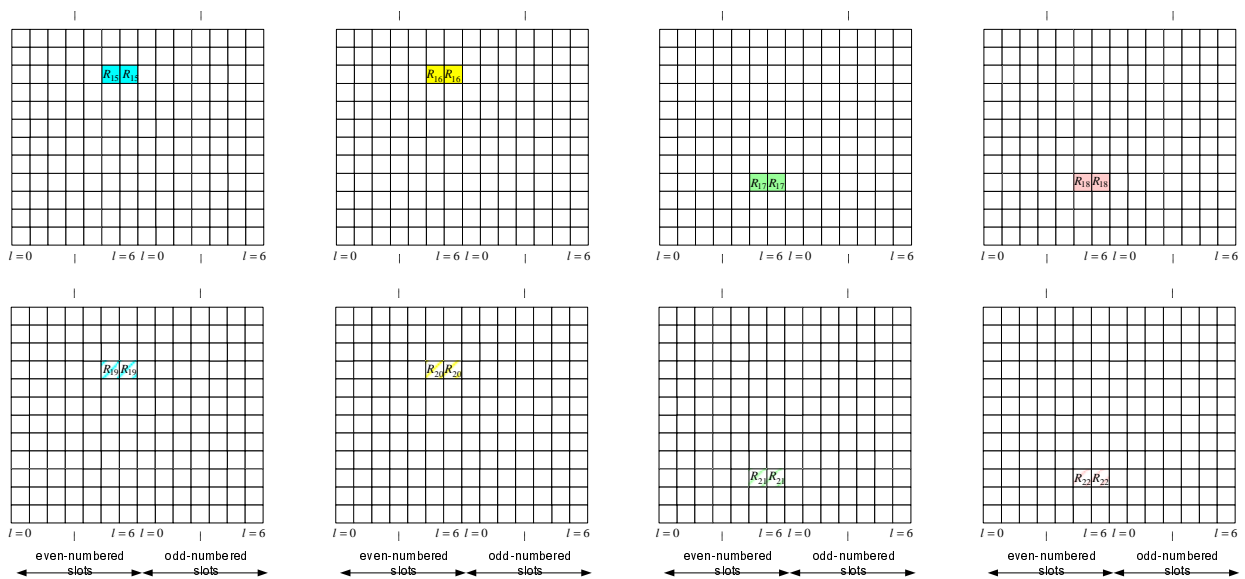 R15 R15 R16 R16
R17 R17 R18 R18
l=0 l=6 l=0 l=6 l=0 l=6 l=0 l=6 l=0 l=6 l=0 l=6 l=0 l=6 l=0 l=6
R19 R19 R20 R20
R21 R21 R22 R22
l=0 l=6 l=0 l=6 l=0 l=6 l=0 l=6 l=0 l=6 l=0 l=6 l=0 l=6 l=0 l=6
even-numbered odd-numbered even-numbered odd-numbered even-numbered odd-numbered even-numbered odd-numbered
slots slots slots slots slots slots slots slots